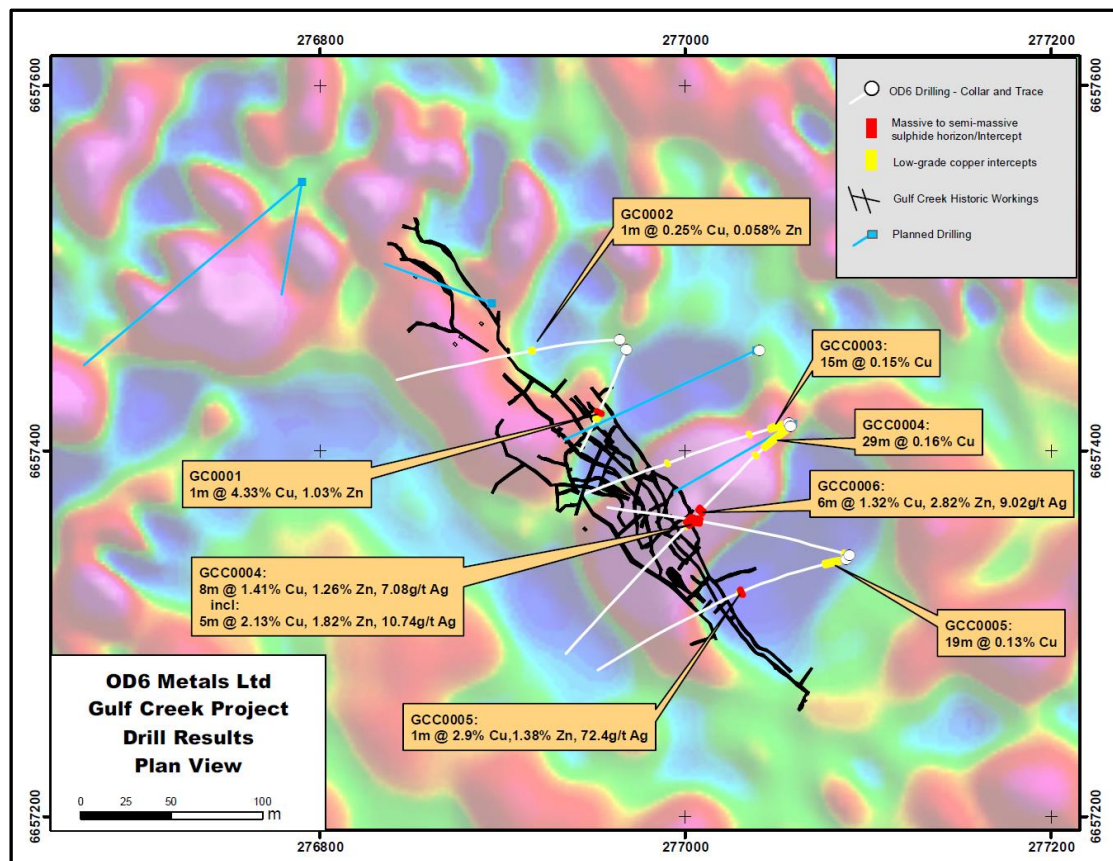 276800
277000
277200
6657600
6657600
OD6 Drilling - Collar and Trace
Massive to semi-massive
sulphide horizon/Intercept
Low-grade copper intercepts
Gulf Creek Historic Workings
Planned Drilling
GC0002
1m @ 0.25% Cu, 0.058% Zn
GCC0003:
15m @ 0.15% Cu
GCC0004:
29m @ 0.16% Cu
6657400
6657400
GC0001
1m @ 4.33% Cu, 1.03% Zn
GCC0006:
6m @ 1.32% Cu, 2.82% Zn, 9.02g/t Ag
GCC0004:
8m @ 1.41% Cu, 1.26% Zn, 7.08g/t Ag
incl:
5m @ 2.13% Cu, 1.82% Zn, 10.74g/t Ag
GCC0005:
19m @ 0.13% Cu
GCC0005:
1m @ 2.9% Cu,1.38% Zn, 72.4g/t Ag
OD6 Metals Ltd
Gulf Creek Project
Drill Results
Plan View
0 25 50 100
m
6657200
6657200
276800
277000
277200